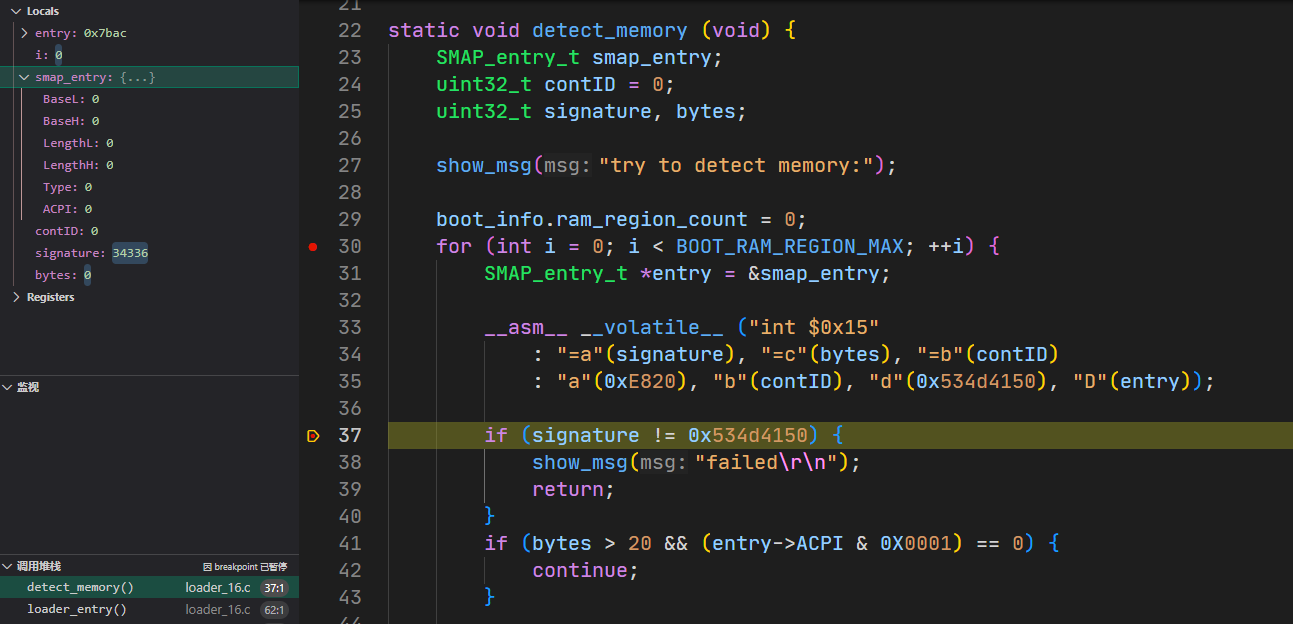 Locals
entry: 0x7bac
i: 0
smap_entry: {...}
BaseL: 0
BaseH: 0
LengthL: 0
LengthH: 0
Type: 0
ACPI: 0
contID: 0
signature: 34336
bytes: 0
Registers
监视
调用堆栈
因 breakpoint 已暂停
detect_memory() loader_16.c 37:1
loader_entry() loader_16.c 62:1
21
22 static void detect_memory (void) {
23 SMAP_entry_t smap_entry;
24 uint32_t contID = 0;
25 uint32_t signature, bytes;
26
27 show_msg(msg: "try to detect memory:");
28
29 boot_info.ram_region_count = 0;
30 for (int i = 0; i < BOOT_RAM_REGION_MAX; ++i) {
31 SMAP_entry_t *entry = &smap_entry;
32
33 __asm__ __volatile__ ("int $0x15"
34 : "=a"(signature), "=c"(bytes), "=b"(contID)
35 : "a"(0xE820), "b"(contID), "d"(0x534d4150), "D"(entry));
36
37 if (signature != 0x534d4150) {
38 show_msg(msg: "failed\r\n");
39 return;
40 }
41 if (bytes > 20 && (entry->ACPI & 0X0001) == 0) {
42 continue;
43 }
44